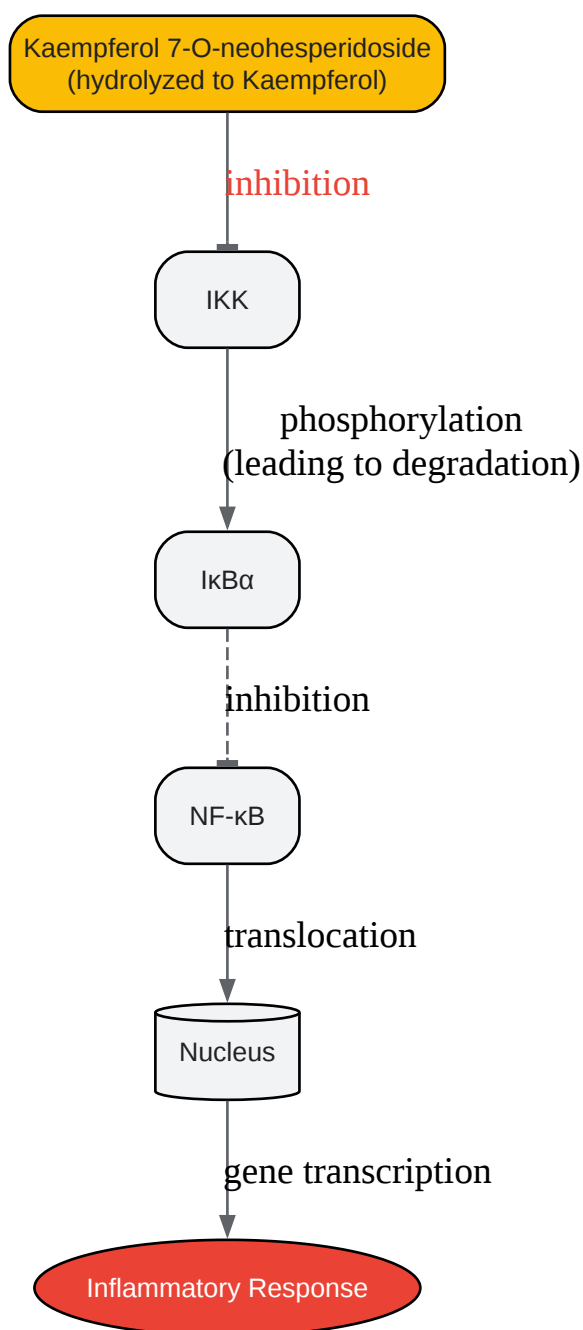 Kaempferol 7-O-neohesperidoside
(hydrolyzed to Kaempferol)
inhibition
IKK
phosphorylation
(leading to degradation)
IκBα
inhibition
NF-κB
translocation
Nucleus
gene transcription
Inflammatory Response